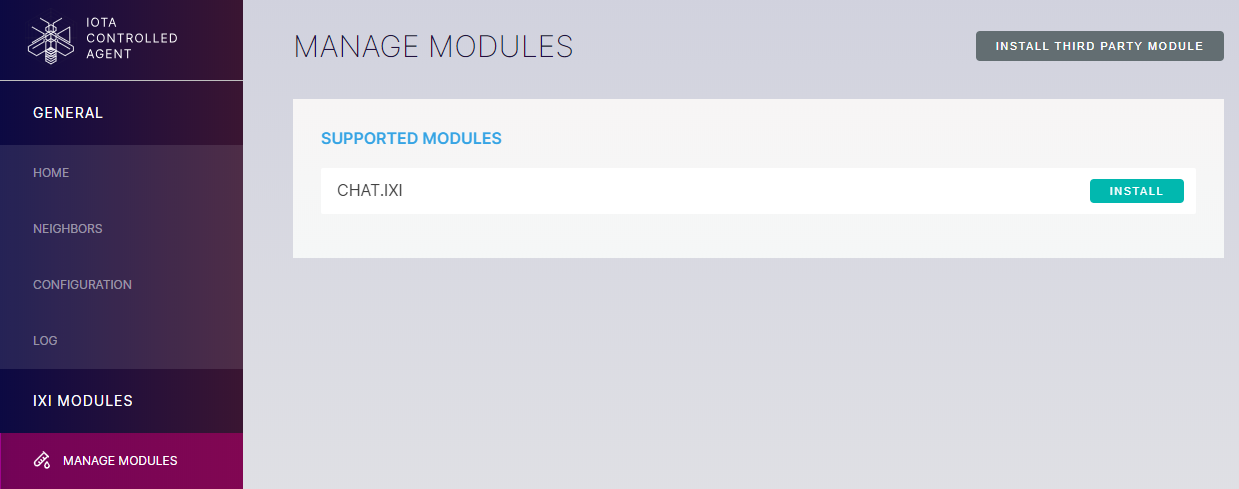 IOTA
CONTROLLED
AGENT
GENERAL
HOME
NEIGHBORS
CONFIGURATION
LOG
IXI MODULES
MANAGE MODULES
MANAGE MODULES
INSTALL THIRD PARTY MODULE
SUPPORTED MODULES
CHAT.IXI
INSTALL